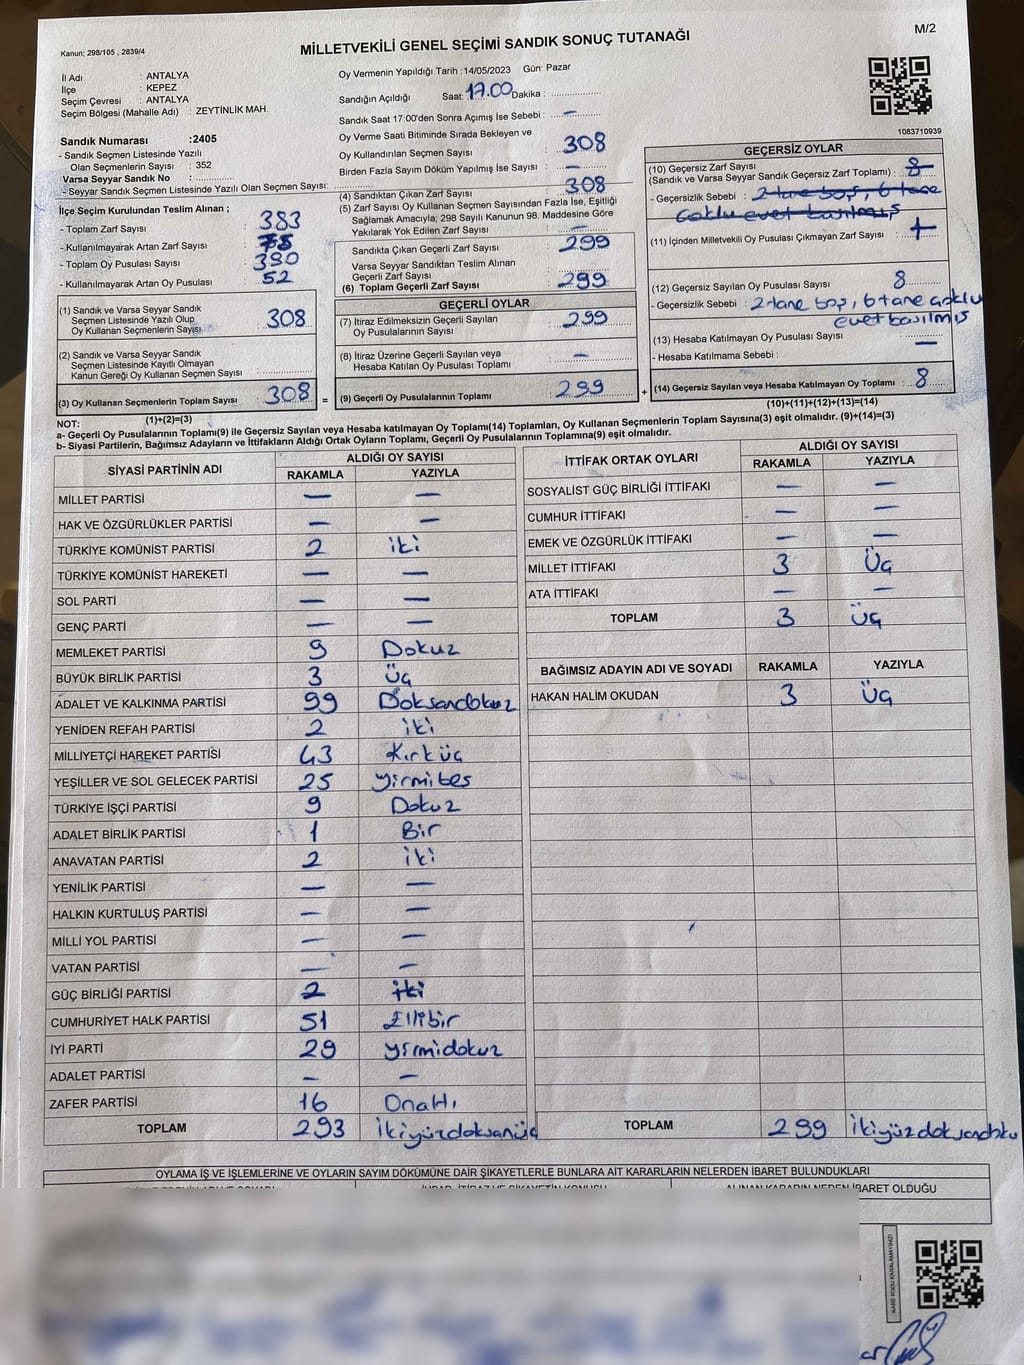 Kanun; 298/105 , 2839/4
MİLLETVEKİLİ GENEL SEÇİMİ SANDIK SONUÇ TUTANAĞI
M/2
İl Adı : ANTALYA
İlçe : KEPEZ
Seçim Çevresi : ANTALYA
Seçim Bölgesi (Mahalle Adı) : ZEYTİNLİK MAH.
Sandık Numarası :2405
- Sandık Seçmen Listesinde Yazılı
Olan Seçmenlerin Sayısı : 352
Varsa Seyyar Sandık No :
- Seyyar Sandık Seçmen Listesinde Yazılı Olan Seçmen Sayısı:
İlçe Seçim Kurulundan Teslim Alınan ;
- Toplam Zarf Sayısı : 383
- Kullanılmayarak Artan Zarf Sayısı : 75
- Toplam Oy Pusulası Sayısı : 390
- Kullanılmayarak Artan Oy Pusulası : 52
(1) Sandık ve Varsa Seyyar Sandık
Seçmen Listesinde Yazılı Olup
Oy Kullanan Seçmenlerin Sayısı : 308
(2) Sandık ve Varsa Seyyar Sandık
Seçmen Listesinde Kayıtlı Olmayan
Kanun Gereği Oy Kullanan Seçmen Sayısı :
(3) Oy Kullanan Seçmenlerin Toplam Sayısı : 308 =
(1)+(2)=(3)
Oy Vermenin Yapıldığı Tarih : 14/05/2023 Gün: Pazar
Sandığın Açıldığı Saat: 17.00 Dakika :
Sandık Saat 17:00'den Sonra Açımış İse Sebebi : —
Oy Verme Saati Bitiminde Sırada Bekleyen ve
Oy Kullandırılan Seçmen Sayısı : 308
Birden Fazla Sayım Döküm Yapılmış İse Sayısı : —
(4) Sandıktan Çıkan Zarf Sayısı : 308
(5) Zarf Sayısı Oy Kullanan Seçmen Sayısından Fazla İse, Eşitliği
Sağlamak Amacıyla; 298 Sayılı Kanunun 98. Maddesine Göre
Yakılarak Yok Edilen Zarf Sayısı : —
Sandıkta Çıkan Geçerli Zarf Sayısı : 299
Varsa Seyyar Sandıktan Teslim Alınan
Geçerli Zarf Sayısı :
(6) Toplam Geçerli Zarf Sayısı : 299
GEÇERLİ OYLAR
(7) İtiraz Edilmeksizin Geçerli Sayılan
Oy Pusulalarının Sayısı : 299
(8) İtiraz Üzerine Geçerli Sayılan veya
Hesaba Katılan Oy Pusulası Toplamı : —
(9) Geçerli Oy Pusulalarının Toplamı : 299 +
1083710939
GEÇERSİZ OYLAR
(10) Geçersiz Zarf Sayısı
(Sandık ve Varsa Seyyar Sandık Geçersiz Zarf Toplamı) : 8
- Geçersizlik Sebebi : 2 tane boş, 6 tane
çoklu evet basılmış
(11) İçinden Milletvekili Oy Pusulası Çıkmayan Zarf Sayısı :
(12) Geçersiz Sayılan Oy Pusulası Sayısı : 8
- Geçersizlik Sebebi : 2 tane boş, 6 tane çoklu
evet basılmış
(13) Hesaba Katılmayan Oy Pusulası Sayısı : —
- Hesaba Katılmama Sebebi :
(14) Geçersiz Sayılan veya Hesaba Katılmayan Oy Toplamı : 8
(10)+(11)+(12)+(13)=(14)
NOT:
a- Geçerli Oy Pusulalarının Toplamı(9) ile Geçersiz Sayılan veya Hesaba katılmayan Oy Toplamı(14) Toplamları, Oy Kullanan Seçmenlerin Toplam Sayısına(3) eşit olmalıdır. (9)+(14)=(3)
b- Siyasi Partilerin, Bağımsız Adayların ve İttifakların Aldığı Ortak Oyların Toplamı, Geçerli Oy Pusulalarının Toplamına(9) eşit olmalıdır.
SİYASİ PARTİNİN ADI ALDIĞI OY SAYISI
RAKAMLA YAZIYLA
MİLLET PARTİSİ — —
HAK VE ÖZGÜRLÜKLER PARTİSİ — —
TÜRKİYE KOMÜNİST PARTİSİ 2 iki
TÜRKİYE KOMÜNİST HAREKETİ — —
SOL PARTİ — —
GENÇ PARTİ — —
MEMLEKET PARTİSİ 9 Dokuz
BÜYÜK BİRLİK PARTİSİ 3 Üç
ADALET VE KALKINMA PARTİSİ 99 Doksandokuz
YENİDEN REFAH PARTİSİ 2 iki
MİLLİYETÇİ HAREKET PARTİSİ 43 Kırküç
YEŞİLLER VE SOL GELECEK PARTİSİ 25 yirmibeş
TÜRKİYE İŞÇİ PARTİSİ 9 Dokuz
ADALET BİRLİK PARTİSİ 1 Bir
ANAVATAN PARTİSİ 2 iki
YENİLİK PARTİSİ — —
HALKIN KURTULUŞ PARTİSİ — —
MİLLİ YOL PARTİSİ — —
VATAN PARTİSİ — —
GÜÇ BİRLİĞİ PARTİSİ 2 iki
CUMHURİYET HALK PARTİSİ 51 Ellibir
İYİ PARTİ 29 yirmidokuz
ADALET PARTİSİ — —
ZAFER PARTİSİ 16 Onaltı
TOPLAM 293 ikiyüzdoksanüç
İTTİFAK ORTAK OYLARI ALDIĞI OY SAYISI
RAKAMLA YAZIYLA
SOSYALIST GÜÇ BİRLİĞİ İTTİFAKI — —
CUMHUR İTTİFAKI — —
EMEK VE ÖZGÜRLÜK İTTİFAKI — —
MİLLET İTTİFAKI 3 Üç
ATA İTTİFAKI — —
TOPLAM 3 Üç
BAĞIMSIZ ADAYIN ADI VE SOYADI RAKAMLA YAZIYLA
HAKAN HALİM OKUDAN 3 Üç
TOPLAM 299
OYLAMA İŞ VE İŞLEMLERİNE VE OYLARIN SAYIM DÖKÜMÜNE DAİR ŞİKAYETLERLE BUNLARA AİT KARARLARIN NELERDEN İBARET BULUNDUKLARI
ALINAN KARARIN NEDEN İBARET OLDUĞU
KARE KODU KARALAMAYINIZ!